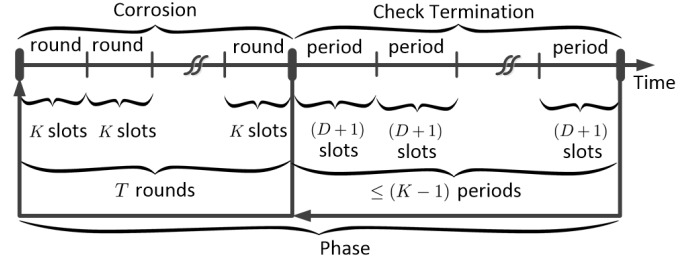 Corrosion Check Termination
round round round period period period
Time
K slots K slots K slots (D + 1) slots (D + 1) slots (D + 1) slots
T rounds ≤ (K − 1) periods
Phase